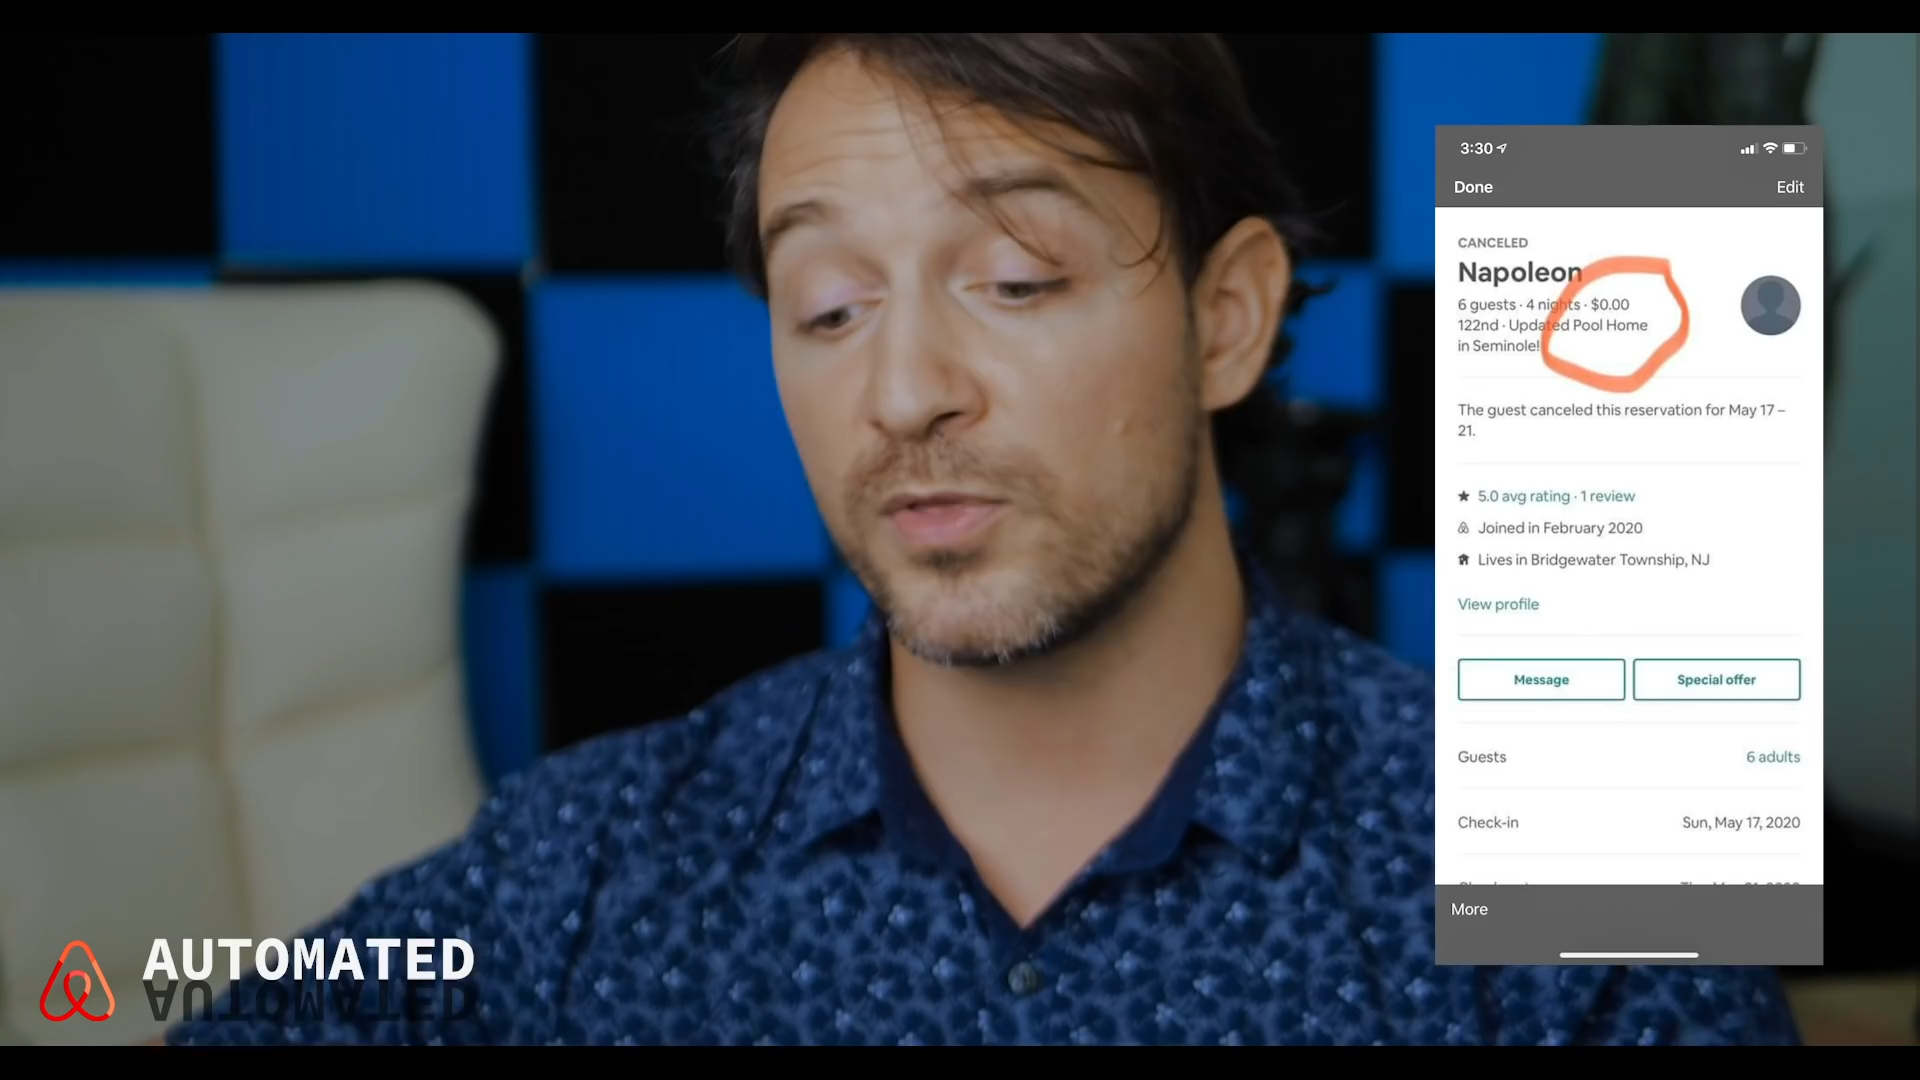 3:30
Done
Edit
CANCELED
Napoleon
6 guests · 4 nights · $0.00
122nd · Updated Pool Home
in Seminole!
The guest canceled this reservation for May 17 –
21.
5.0 avg rating · 1 review
Joined in February 2020
Lives in Bridgewater Township, NJ
View profile
Message
Special offer
Guests
6 adults
Check-in
Sun, May 17, 2020
More
AUTOMATED